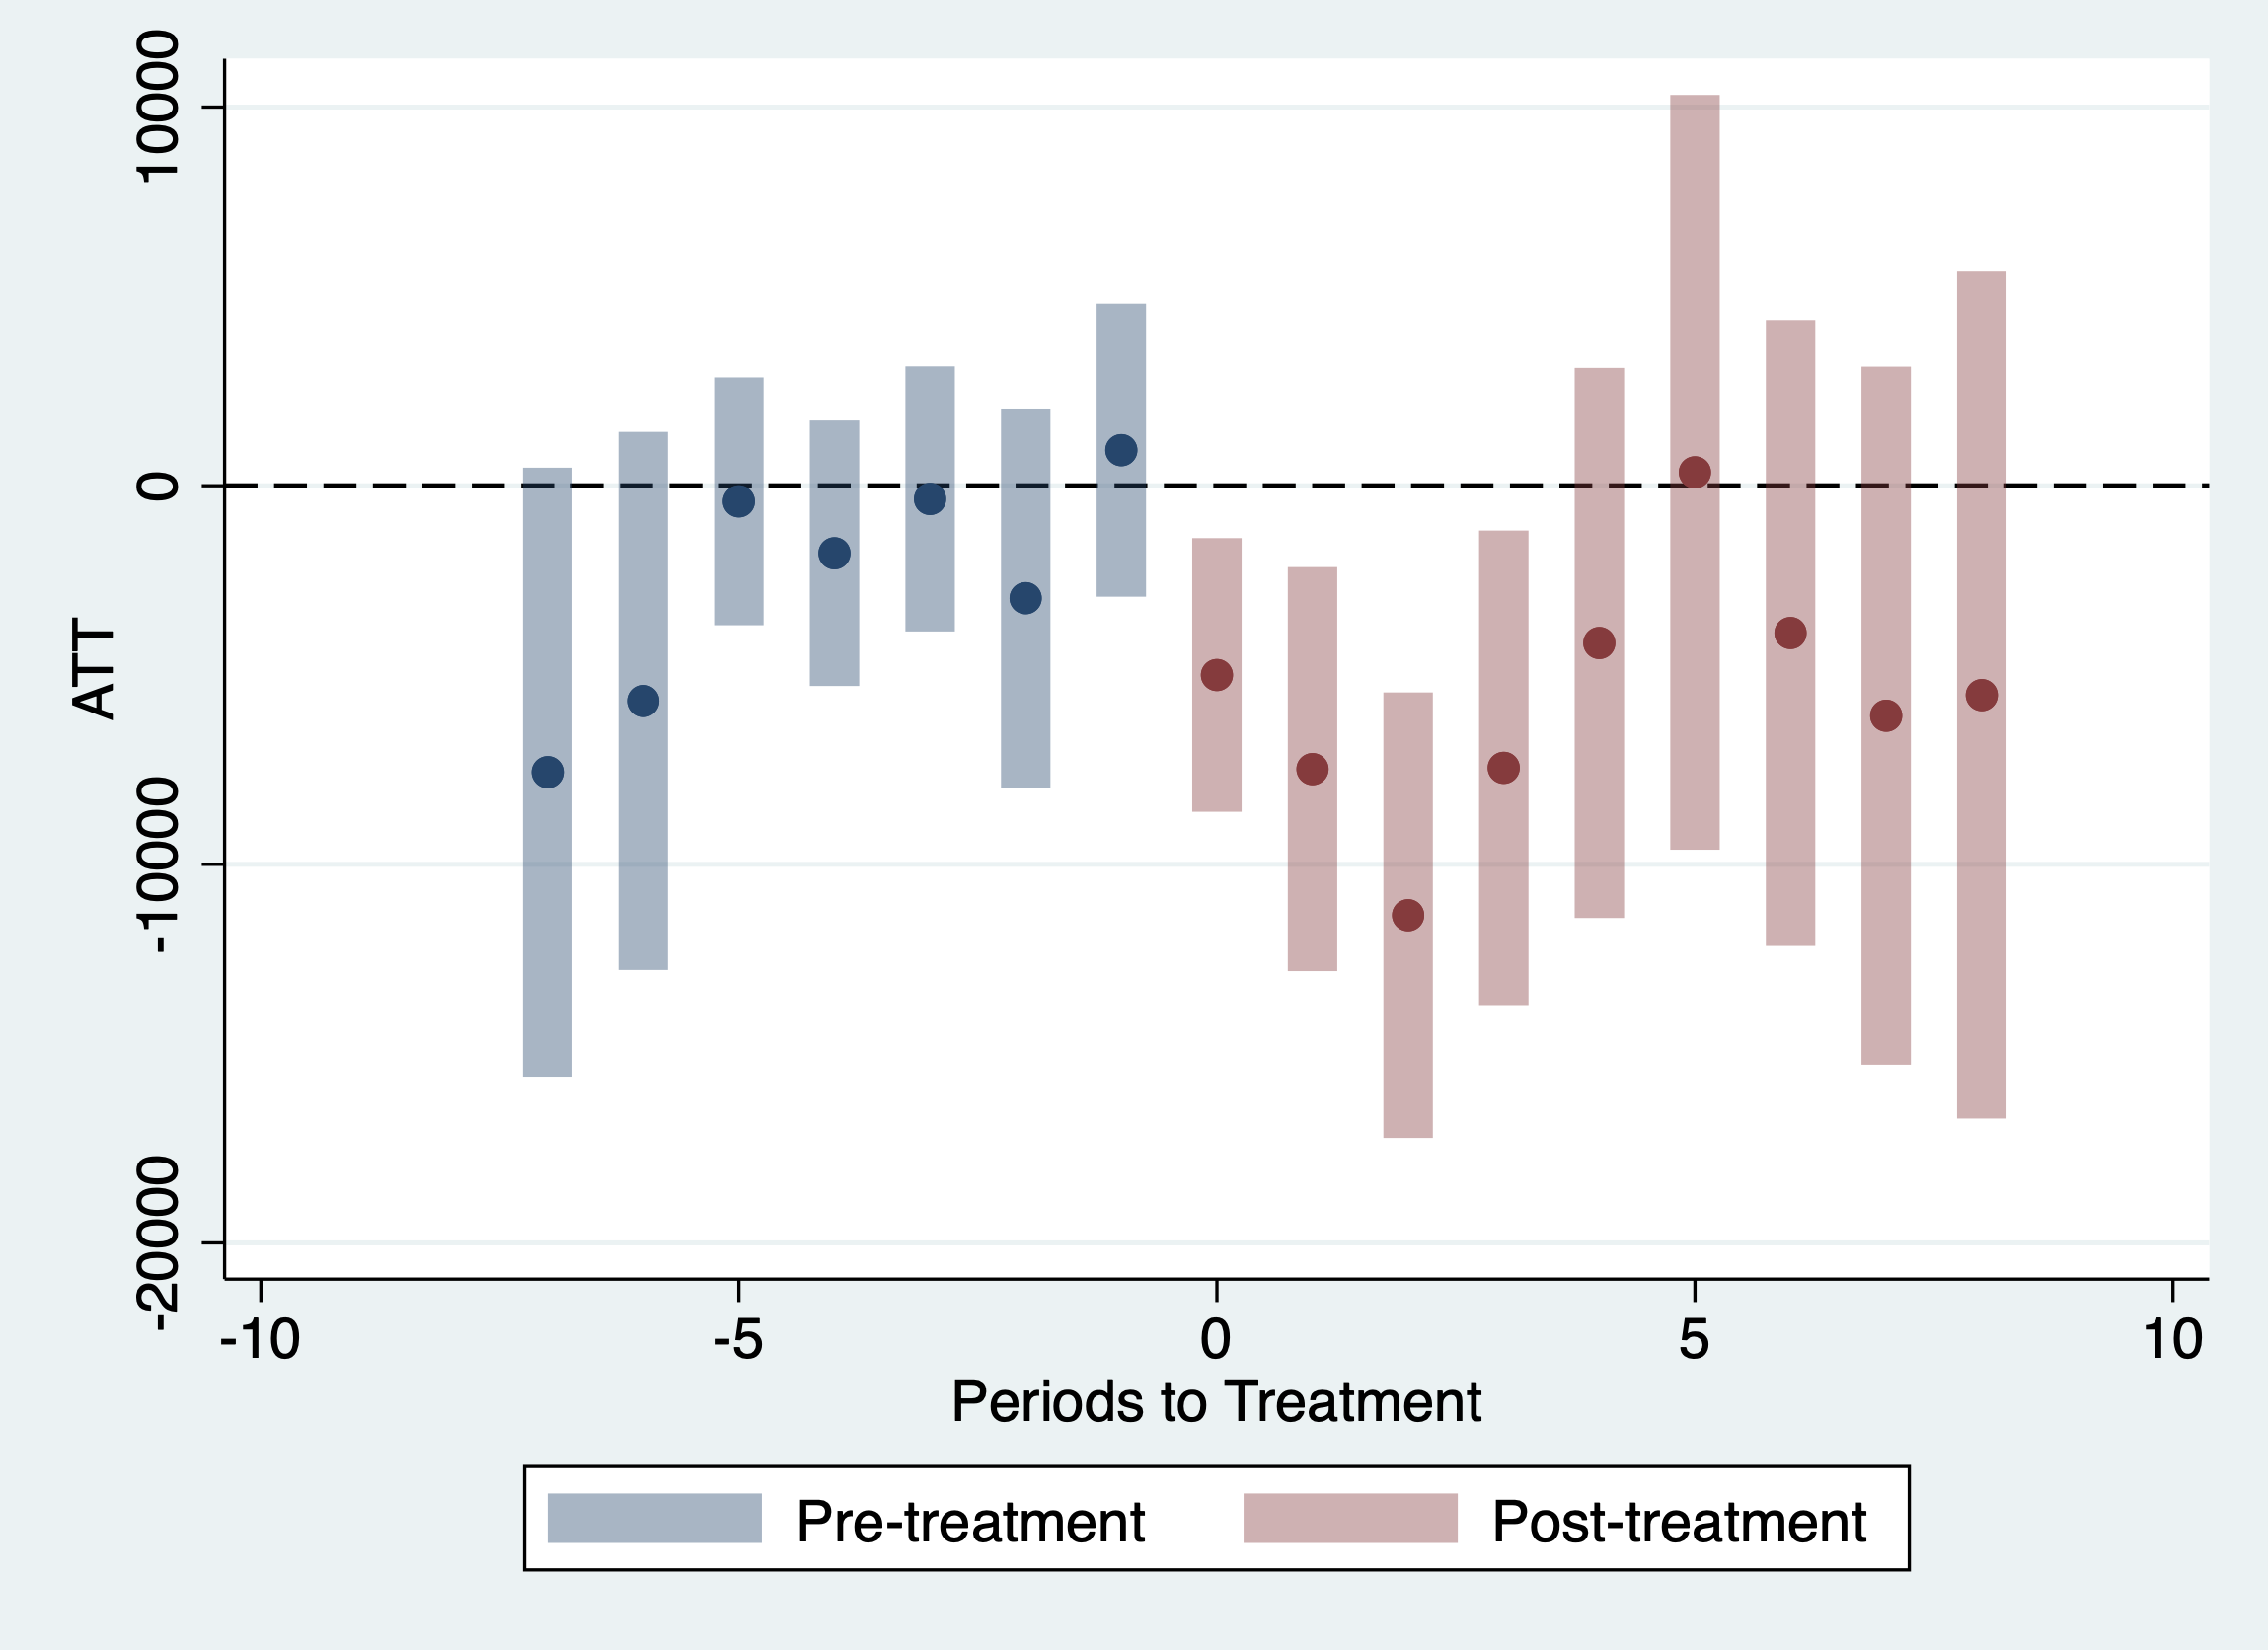 ATT
10000
0
-10000
-20000
-10 -5 0 5 10
Periods to Treatment
Pre-treatment Post-treatment